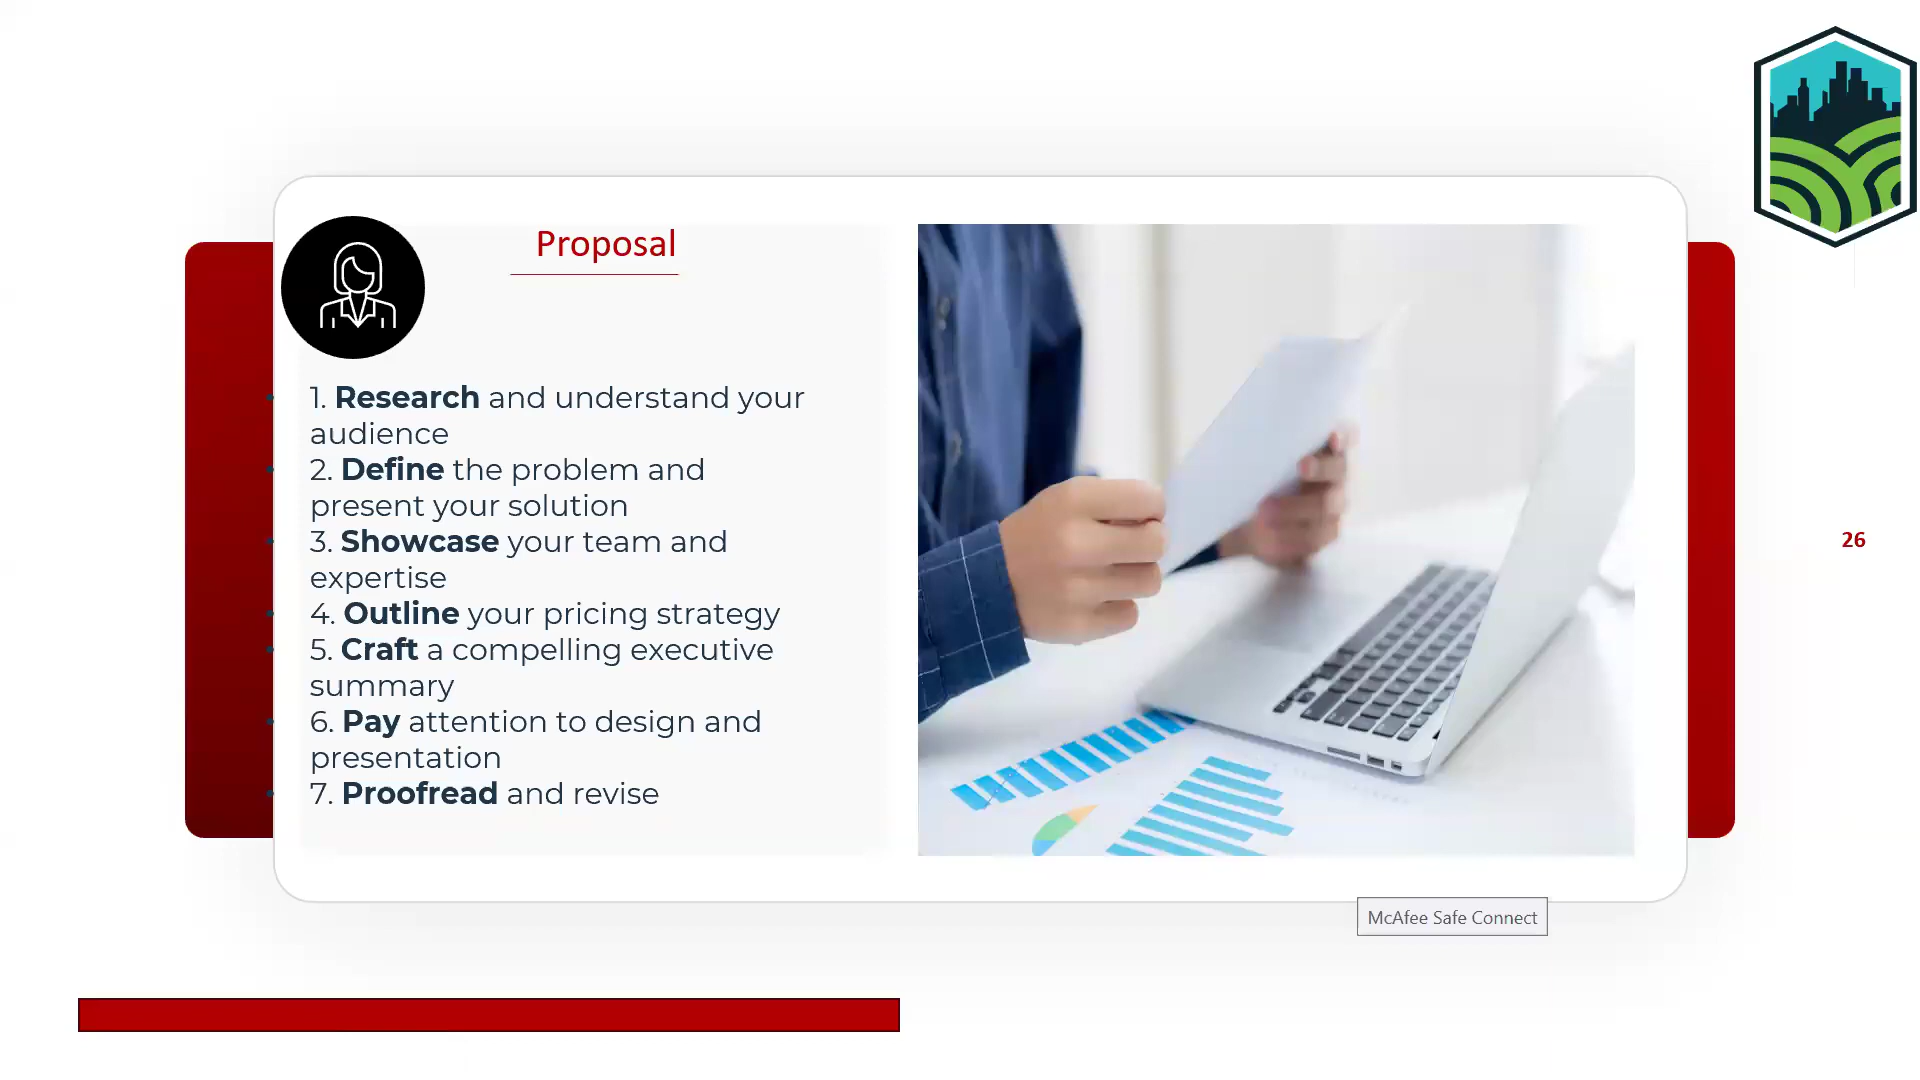 Proposal
1. Research and understand your
audience
2. Define the problem and
present your solution
3. Showcase your team and
expertise
4. Outline your pricing strategy
5. Craft a compelling executive
summary
6. Pay attention to design and
presentation
7. Proofread and revise
26
McAfee Safe Connect